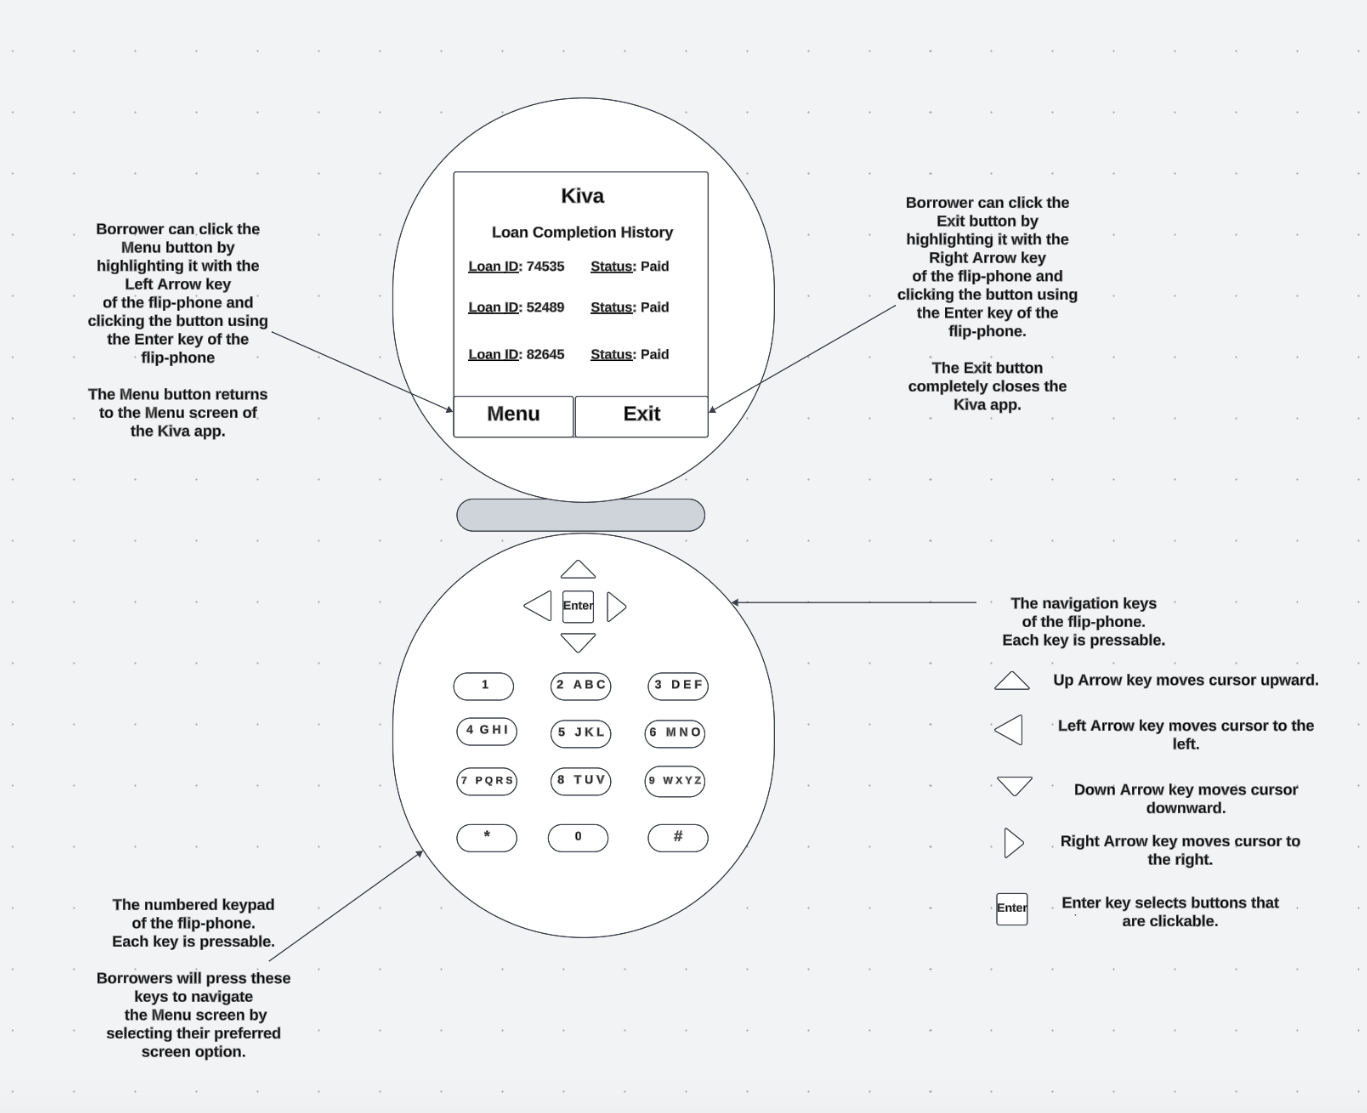 Kiva
Loan Completion History
Loan ID: 74535 Status: Paid
Loan ID: 52489 Status: Paid
Loan ID: 82645 Status: Paid
Menu Exit
Borrower can click the
Menu button by
highlighting it with the
Left Arrow key
of the flip-phone and
clicking the button using
the Enter key of the
flip-phone
The Menu button returns
to the Menu screen of
the Kiva app.
Borrower can click the
Exit button by
highlighting it with the
Right Arrow key
of the flip-phone and
clicking the button using
the Enter key of the
flip-phone.
The Exit button
completely closes the
Kiva app.
Enter
1 2 ABC 3 DEF
4 GHI 5 JKL 6 MNO
7 PQRS 8 TUV 9 WXYZ
* 0 #
The navigation keys
of the flip-phone.
Each key is pressable.
Up Arrow key moves cursor upward.
Left Arrow key moves cursor to the
left.
Down Arrow key moves cursor
downward.
Right Arrow key moves cursor to
the right.
Enter
Enter key selects buttons that
are clickable.
The numbered keypad
of the flip-phone.
Each key is pressable.
Borrowers will press these
keys to navigate
the Menu screen by
selecting their preferred
screen option.